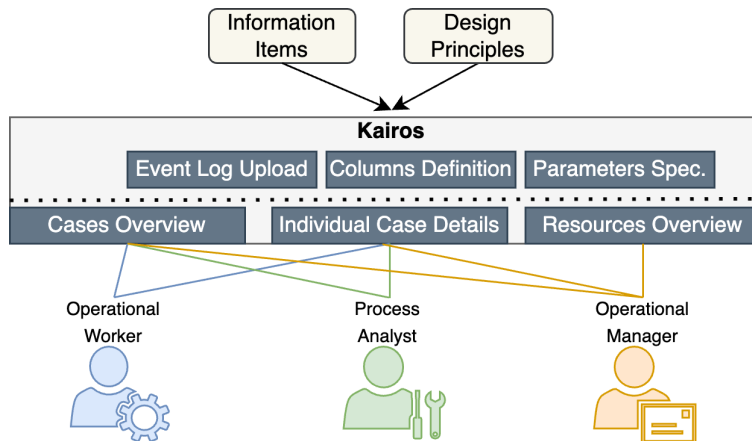 Information
Items
Design
Principles
Kairos
Event Log Upload
Columns Definition
Parameters Spec.
Cases Overview
Individual Case Details
Resources Overview
Operational
Worker
Process
Analyst
Operational
Manager